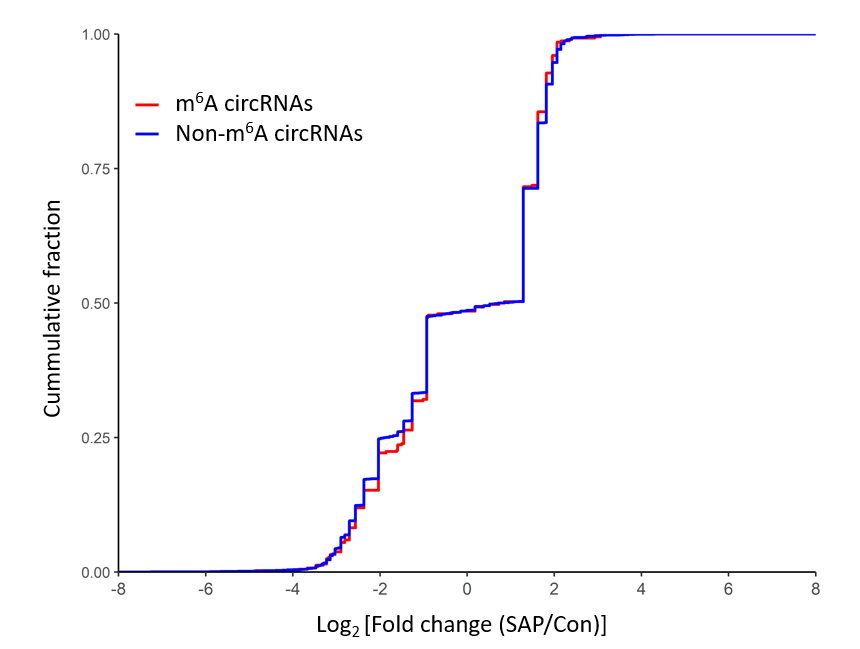 1.00
m⁶A circRNAs
Non-m⁶A circRNAs
0.75
Cummulative fraction
0.50
0.25
0.00
-8 -6 -4 -2 0 2 4 6 8
Log₂ [Fold change (SAP/Con)]